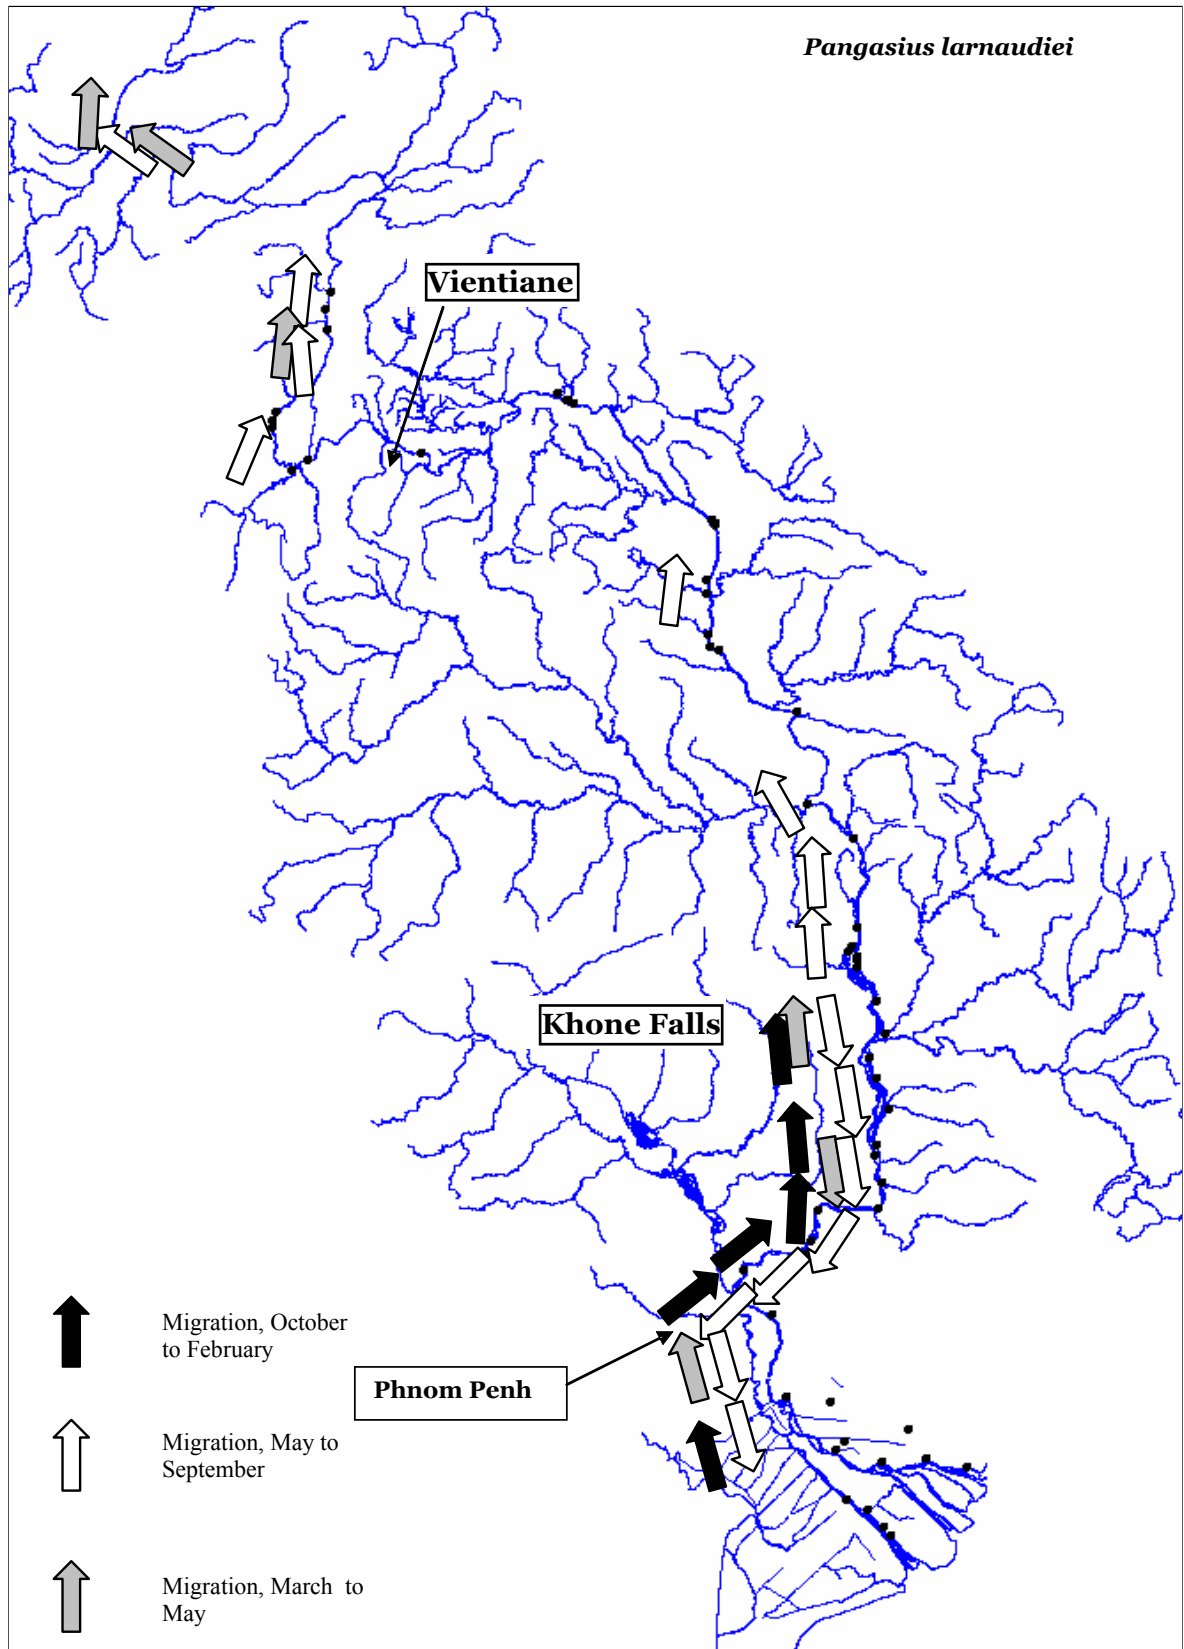 Pangasius larnaudiei
Vientiane
Khone Falls
Migration, October
to February
Phnom Penh
Migration, May to
September
Migration, March to
May